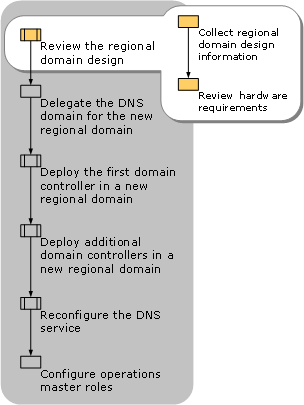 Review the regional
domain design
Collect regional
domain design
information
Review hardware
requirements
Delegate the DNS
domain for the new
regional domain
Deploy the first domain
controller in a new
regional domain
Deploy additional
domain controllers in a
new regional domain
Reconfigure the DNS
service
Configure operations
master roles